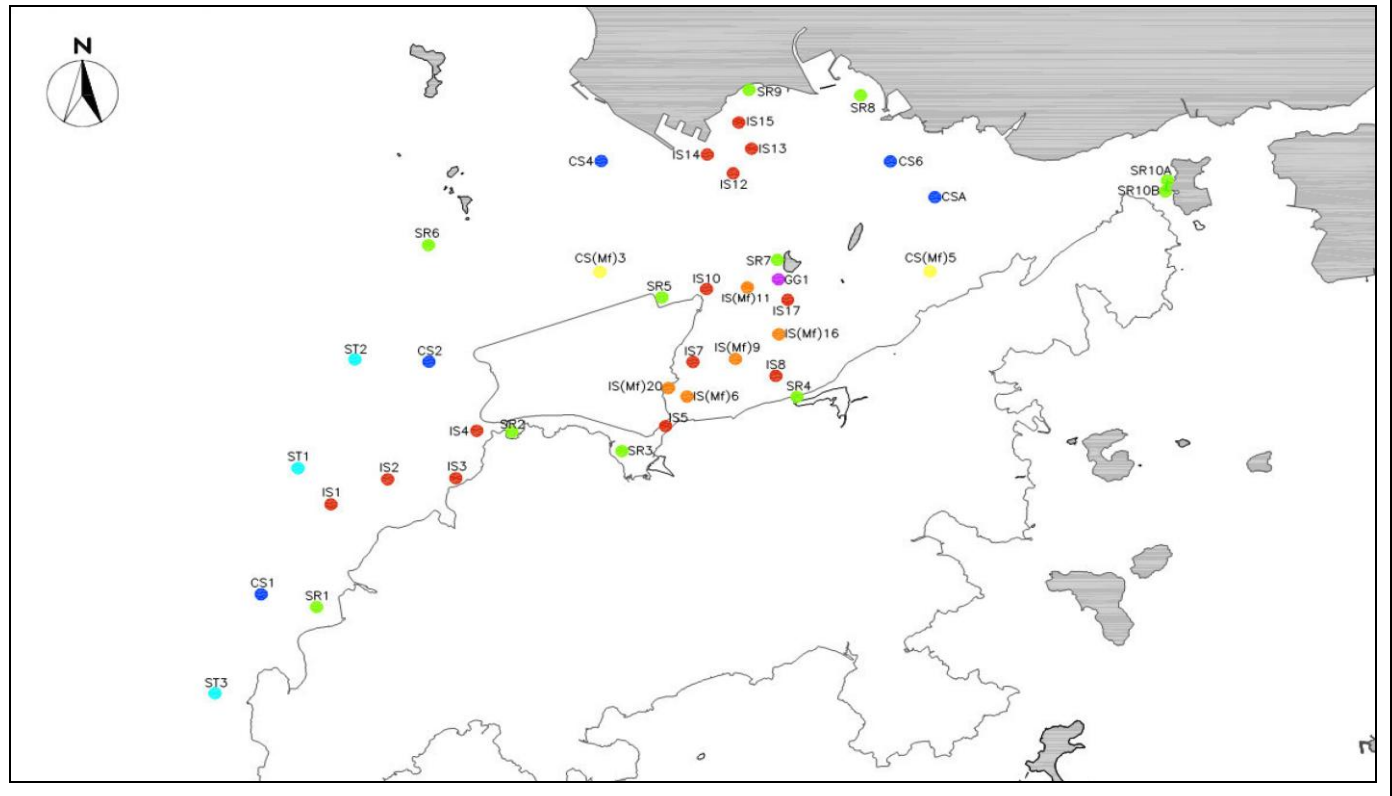 N
SR9
SR8
IS15
IS13
IS14
CS4
CS6
IS12
SR10A
SR10B
CSA
SR6
CS(Mf)3
SR7
CS(Mf)5
GG1
IS10
SR5
IS(Mf)11
IS17
IS(Mf)16
ST2
CS2
IS7
IS(Mf)9
IS8
IS(Mf)20
IS(Mf)6
SR4
IS5
SR2
IS4
SR3
ST1
IS2
IS3
IS1
CS1
SR1
ST3